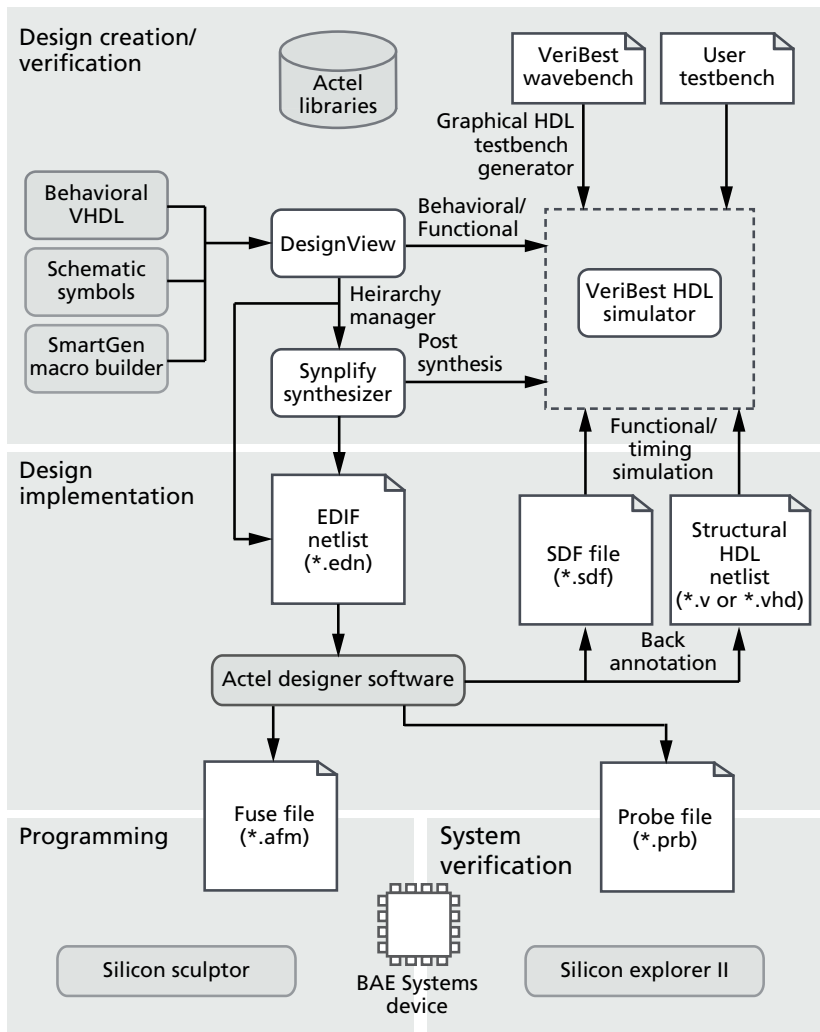 Design creation/
verification
Actel
libraries
VeriBest
wavebench
User
testbench
Graphical HDL
testbench
generator
Behavioral
VHDL
Schematic
symbols
SmartGen
macro builder
DesignView
Behavioral/
Functional
VeriBest HDL
simulator
Heirarchy
manager
Synplify
synthesizer
Post
synthesis
Functional/
timing
simulation
Design
implementation
EDIF
netlist
(*.edn)
SDF file
(*.sdf)
Structural
HDL
netlist
(*.v or *.vhd)
Back
annotation
Actel designer software
Fuse file
(*.afm)
Probe file
(*.prb)
Programming
System
verification
Silicon sculptor
BAE Systems
device
Silicon explorer II